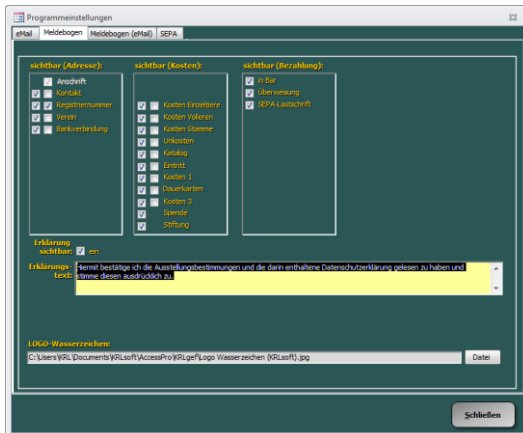 Programmeinstellungen
eMail Meldebogen Meldebogen (eMail) SEPA
sichtbar (Adresse): sichtbar (Kosten): sichtbar (Bezahlung):
Anschrift
Kontakt
Registriernummer
Verein
Bankverbindung
Kosten Einzeltiere
Kosten Volieren
Kosten Stämme
Unkosten
Katalog
Eintritt
Kosten 1
Dauerkarten
Kosten 3
Spende
Stiftung
in Bar
Überweisung
SEPA-Lastschrift
Erklärung
sichtbar: ein
Erklärungs-
text:
Hiermit bestätige ich die Ausstellungsbestimmungen und die darin enthaltene Datenschutzerklärung gelesen zu haben und
stimme diesen ausdrücklich zu.
LOGO-Wasserzeichen:
C:\Users\KRL\Documents\KRLsoft\AccessPro\KRLgef\Logo Wasserzeichen (KRLsoft).jpg Datei
Schließen